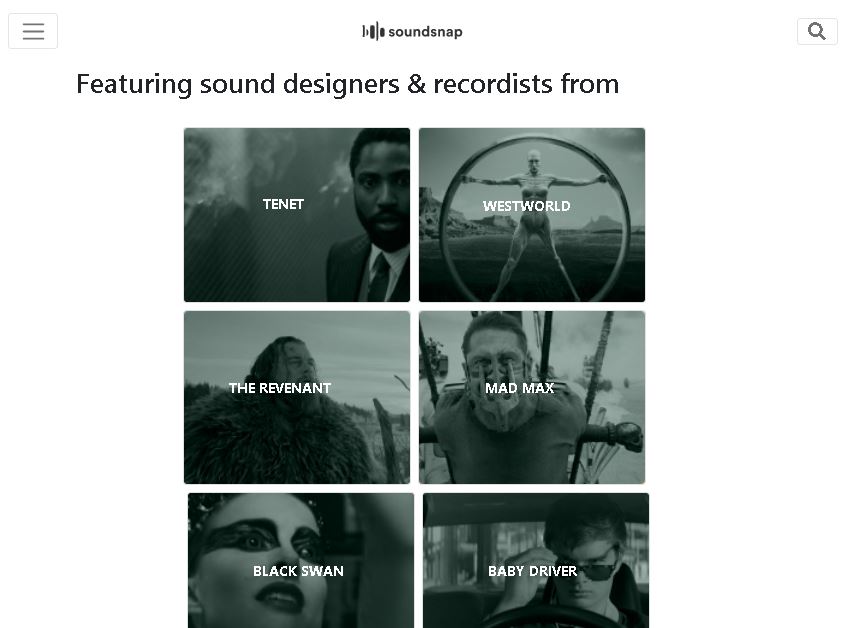 soundsnap
Featuring sound designers & recordists from
TENET
WESTWORLD
THE REVENANT
MAD MAX
BLACK SWAN
BABY DRIVER